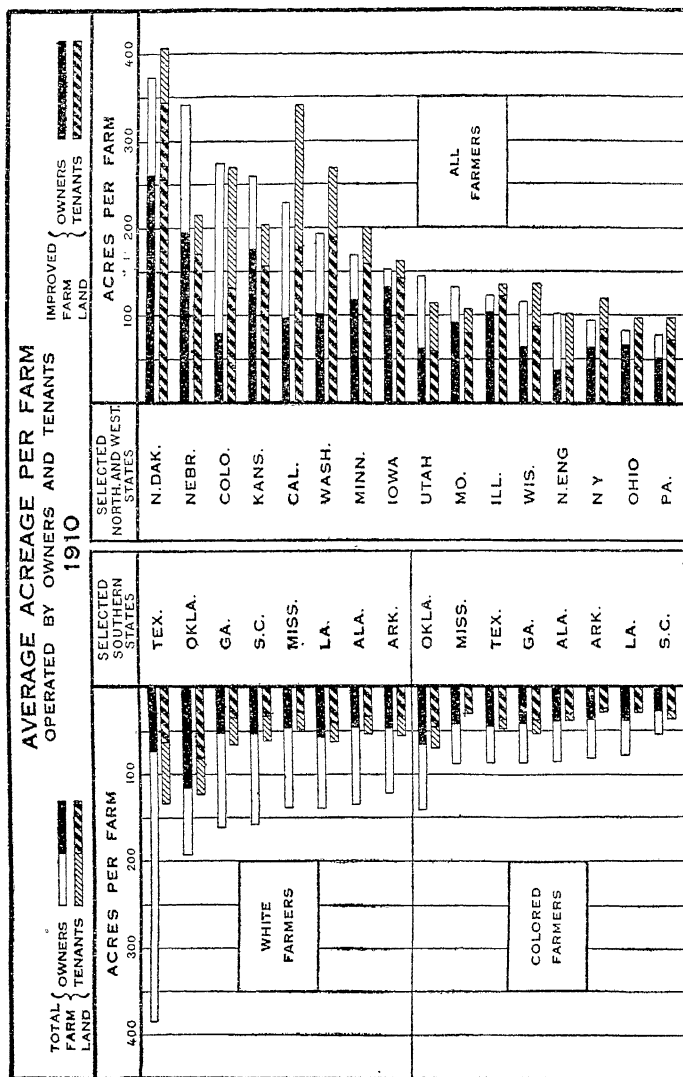 AVERAGE ACREAGE PER FARM
OPERATED BY OWNERS AND TENANTS
1910
TOTAL
FARM
LAND
OWNERS
TENANTS
IMPROVED
FARM
LAND
OWNERS
TENANTS
ACRES PER FARM
SELECTED
SOUTHERN
STATES
SELECTED
NORTH. AND WEST.
STATES
ACRES PER FARM
400
300
200
100
100
200
300
400
TEX.
OKLA.
GA.
S.C.
MISS.
LA.
ALA.
ARK.
OKLA.
MISS.
TEX.
GA.
ALA.
ARK.
LA.
S.C.
WHITE
FARMERS
COLORED
FARMERS
N.DAK.
NEBR.
COLO.
KANS.
CAL.
WASH.
MINN.
IOWA
UTAH
MO.
ILL.
WIS.
N.ENG
N Y
OHIO
PA.
ALL
FARMERS